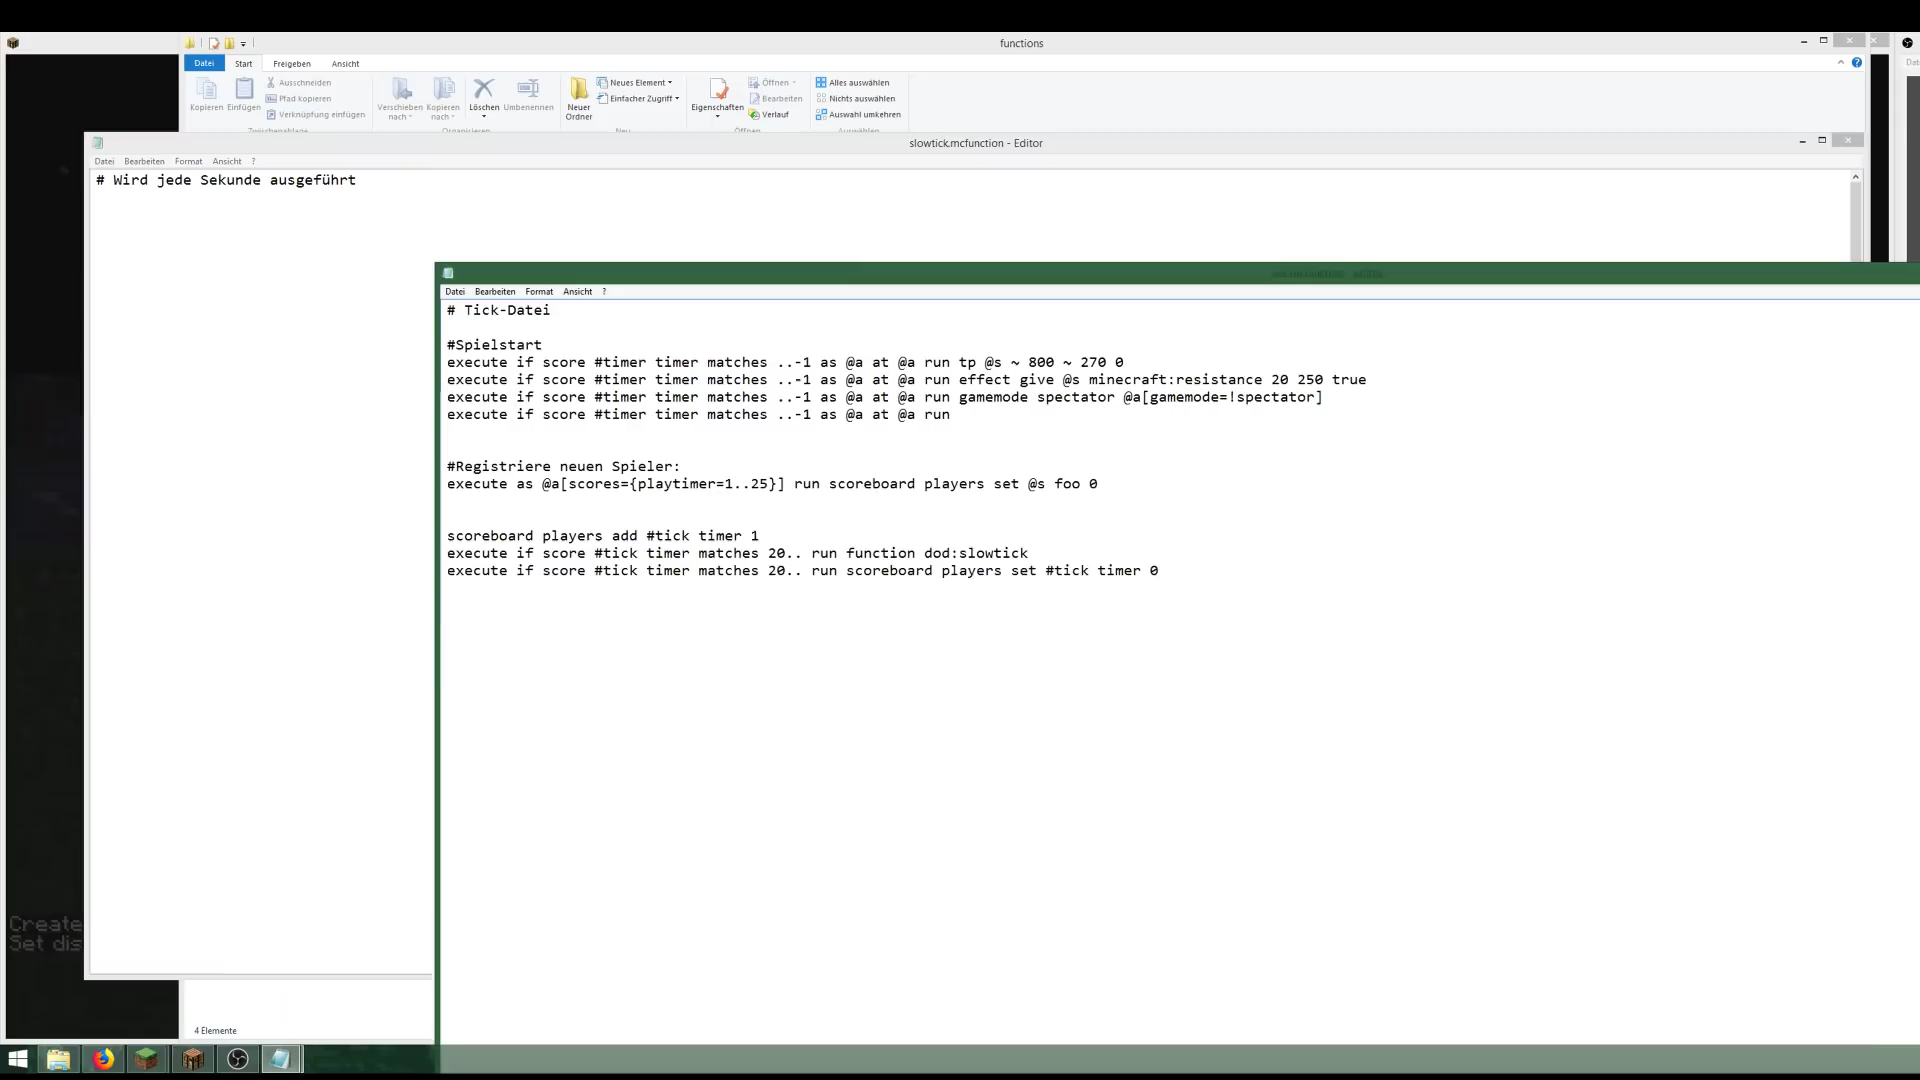 functions
Datei Start Freigeben Ansicht
Kopieren Einfügen Ausschneiden Verschieben nach Kopieren nach Löschen Umbenennen Neuer Ordner Neues Element Eigenschaften Öffnen Alles auswählen
Pfad kopieren Einfacher Zugriff Bearbeiten Nichts auswählen
Verknüpfung einfügen Verlauf Auswahl umkehren
Zwischenablage Organisieren Neu Öffnen Auswählen
slowtick.mcfunction - Editor
Datei Bearbeiten Format Ansicht ?
# Wird jede Sekunde ausgeführt
Datei Bearbeiten Format Ansicht ?
# Tick-Datei
#Spielstart
execute if score #timer timer matches ..-1 as @a at @a run tp @s ~ 800 ~ 270 0
execute if score #timer timer matches ..-1 as @a at @a run effect give @s minecraft:resistance 20 250 true
execute if score #timer timer matches ..-1 as @a at @a run gamemode spectator @a[gamemode=!spectator]
execute if score #timer timer matches ..-1 as @a at @a run
#Registriere neuen Spieler:
execute as @a[scores={playtimer=1..25}] run scoreboard players set @s foo 0
scoreboard players add #tick timer 1
execute if score #tick timer matches 20.. run function dod:slowtick
execute if score #tick timer matches 20.. run scoreboard players set #tick timer 0
Create
Set dis
4 Elemente